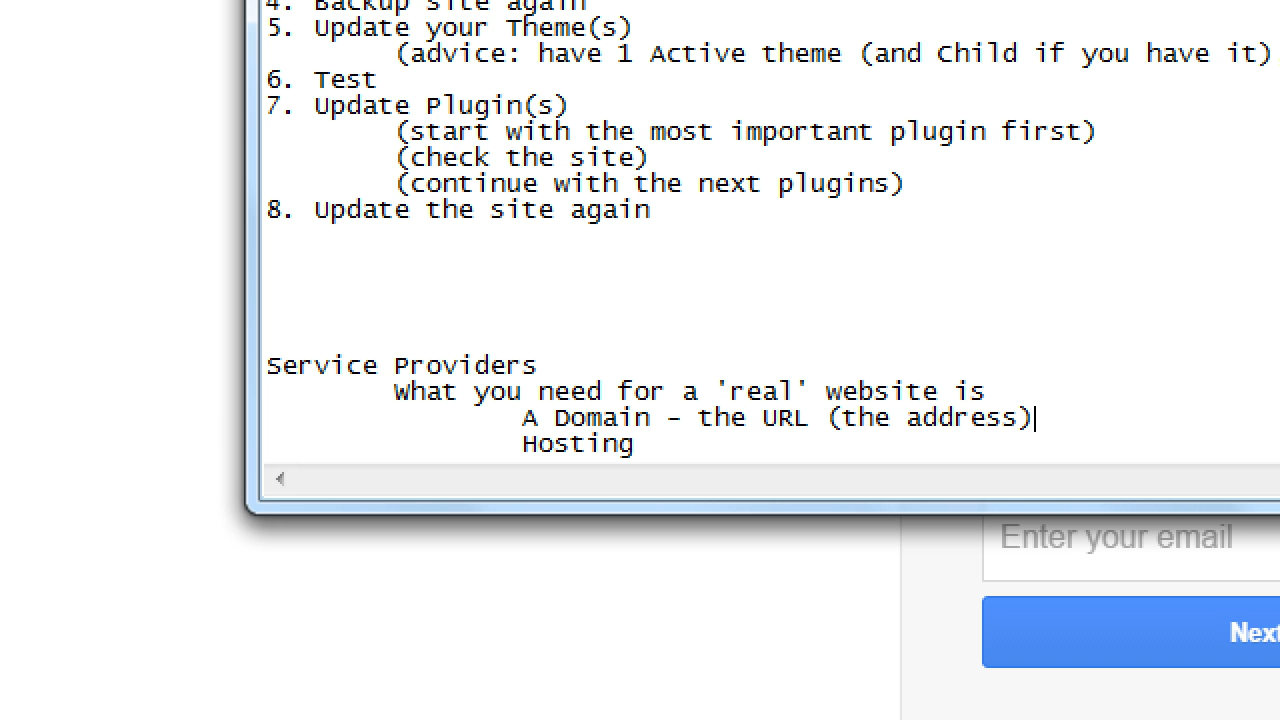 4. Backup site again
5. Update your Theme(s)
(advice: have 1 Active theme (and Child if you have it)
6. Test
7. Update Plugin(s)
(start with the most important plugin first)
(check the site)
(continue with the next plugins)
8. Update the site again
Service Providers
What you need for a 'real' website is
A Domain - the URL (the address)
Hosting
Enter your email
Next